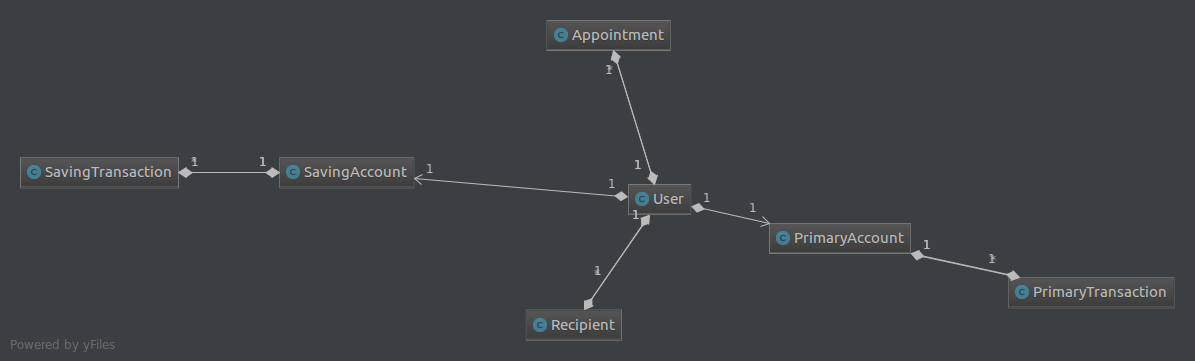 C Appointment
1 *
SavingTransaction
* 1
1
C SavingAccount
1
1
1
C User
1
1
1
C PrimaryAccount
1
1 *
C PrimaryTransaction
* 1
C Recipient
Powered by yFiles